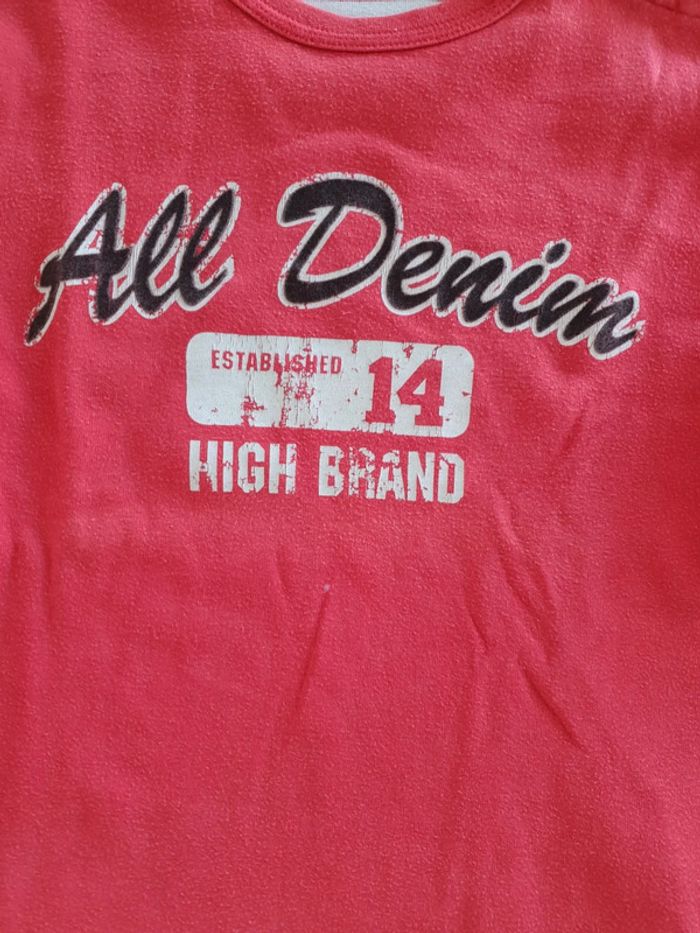 All Denim
ESTABLISHED 14
HIGH BRAND